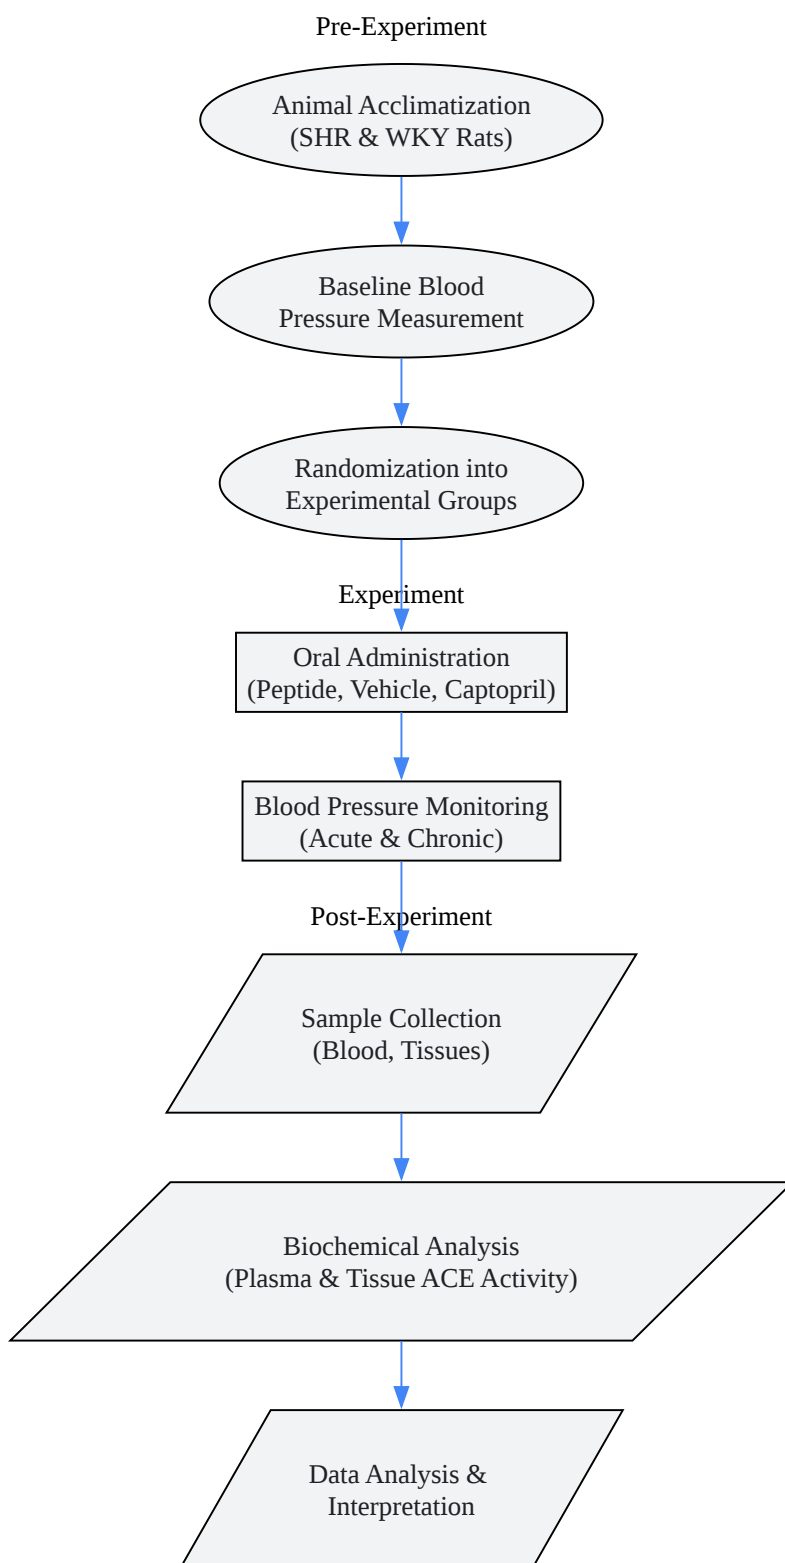 Pre-Experiment
Animal Acclimatization
(SHR & WKY Rats)
Baseline Blood
Pressure Measurement
Randomization into
Experimental Groups
Experiment
Oral Administration
(Peptide, Vehicle, Captopril)
Blood Pressure Monitoring
(Acute & Chronic)
Post-Experiment
Sample Collection
(Blood, Tissues)
Biochemical Analysis
(Plasma & Tissue ACE Activity)
Data Analysis &
Interpretation